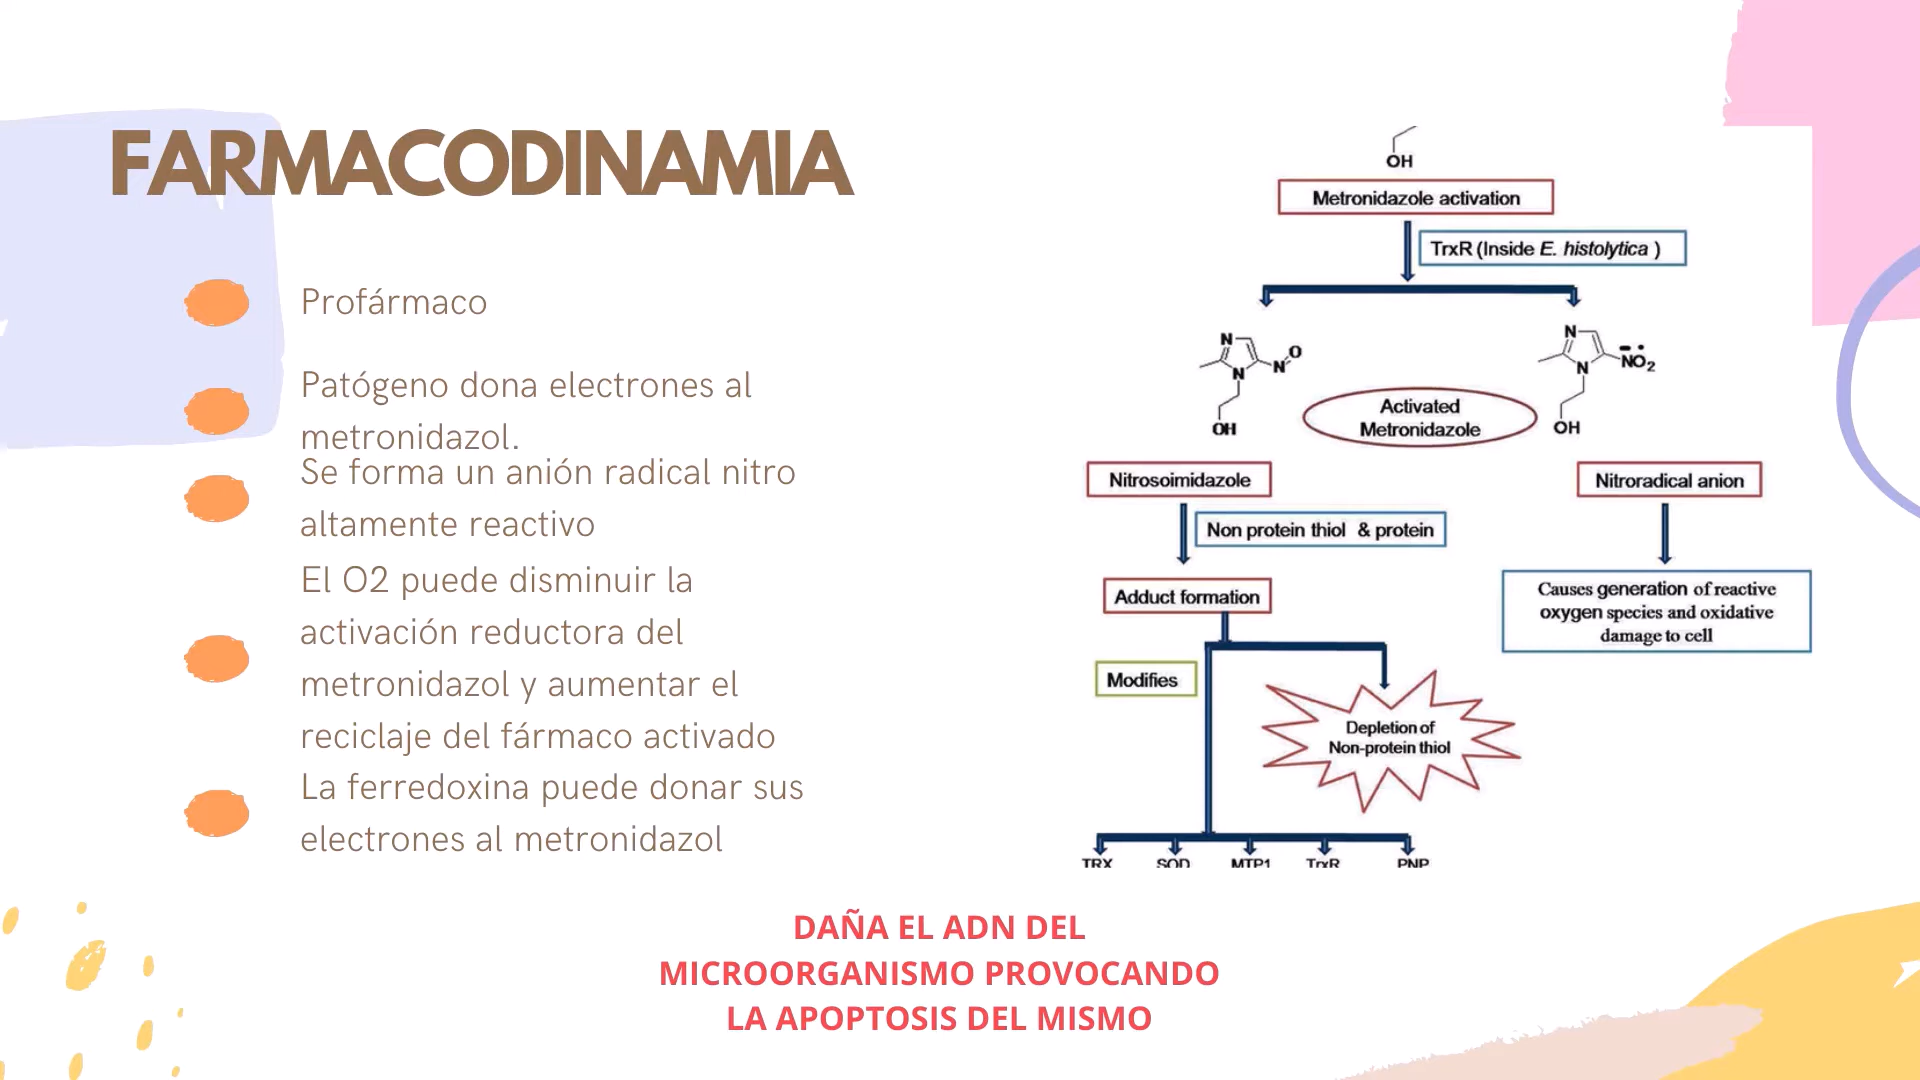 FARMACODINAMIA
Profármaco
Patógeno dona electrones al
metronidazol.
Se forma un anión radical nitro
altamente reactivo
El O2 puede disminuir la
activación reductora del
metronidazol y aumentar el
reciclaje del fármaco activado
La ferredoxina puede donar sus
electrones al metronidazol
OH
Metronidazole activation
TrxR (Inside E. histolytica )
N
N
N
O
OH
N
N
NO2
OH
Activated
Metronidazole
Nitrosoimidazole
Nitroradical anion
Non protein thiol & protein
Adduct formation
Causes generation of reactive
oxygen species and oxidative
damage to cell
Modifies
Depletion of
Non-protein thiol
TRX SOD MTP1 TrxR PNP
DAÑA EL ADN DEL
MICROORGANISMO PROVOCANDO
LA APOPTOSIS DEL MISMO